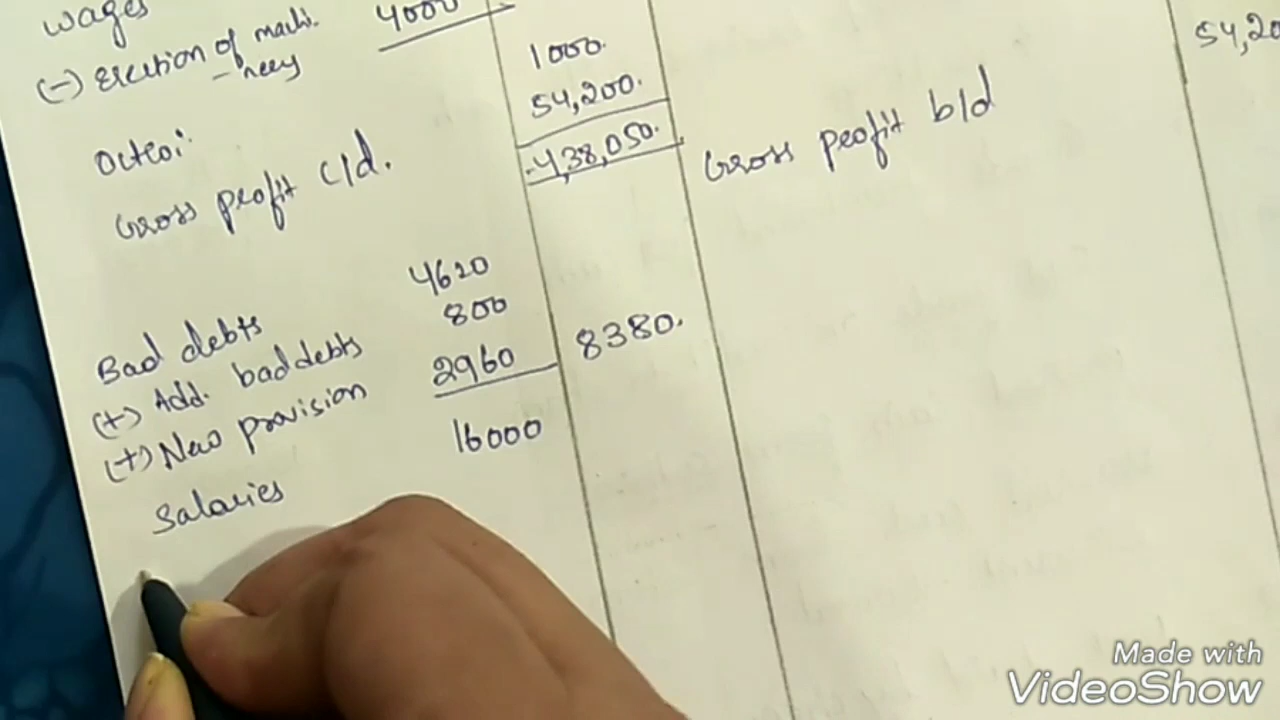 wages 4000
(-) Erection of machi. 1000
- nery 54,200. 54,20
Octroi 4,38,050.
Gross profit c/d. Gross profit b/d
4620
Bad debts 800
(+) Add. bad debts 2960 8380.
(+) New provision 16000
Salaries
Made with
VideoShow